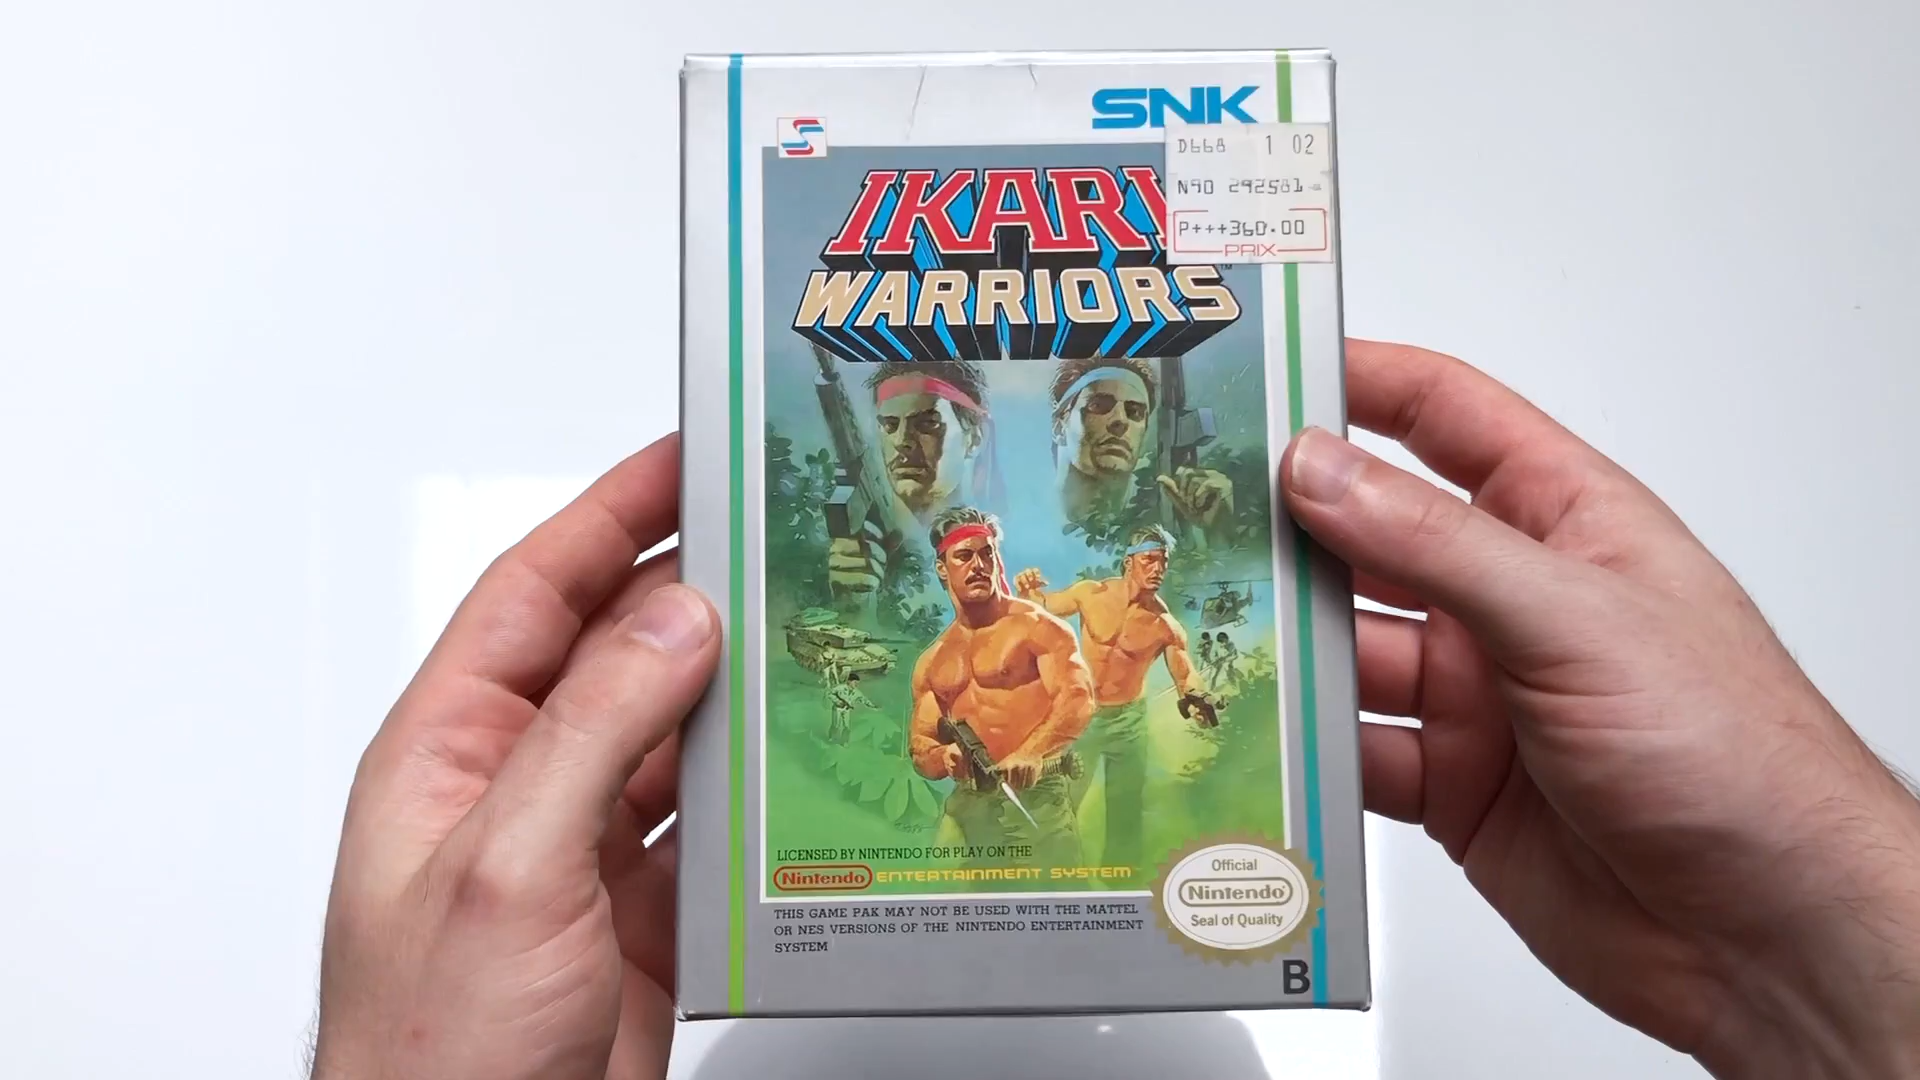 SNK
D668 1 02
N90 292581
P+++360.00
PRIX
IKARI
WARRIORS
LICENSED BY NINTENDO FOR PLAY ON THE
Nintendo ENTERTAINMENT SYSTEM
THIS GAME PAK MAY NOT BE USED WITH THE MATTEL
OR NES VERSIONS OF THE NINTENDO ENTERTAINMENT
SYSTEM
Official
Nintendo
Seal of Quality
B